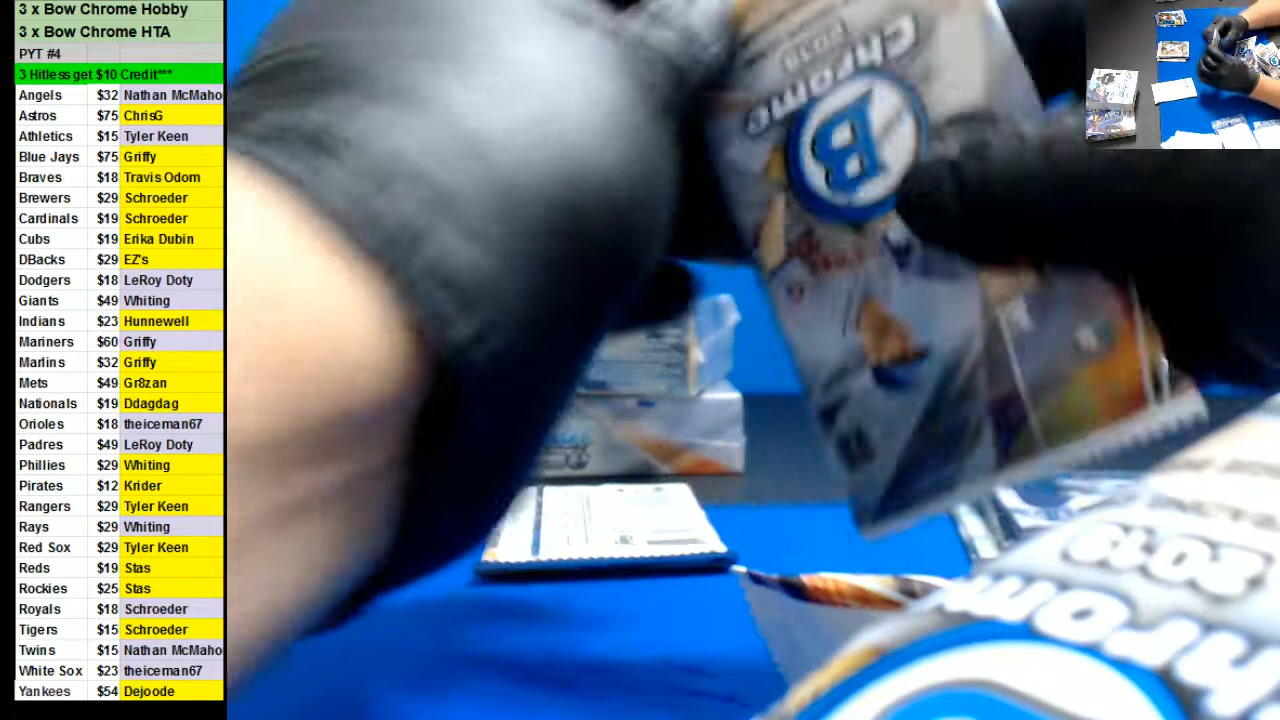 3 x Bow Chrome Hobby
3 x Bow Chrome HTA
PYT #4
3 Hitless get $10 Credit***
Angels $32 Nathan McMaho
Astros $75 ChrisG
Athletics $15 Tyler Keen
Blue Jays $75 Griffy
Braves $18 Travis Odom
Brewers $29 Schroeder
Cardinals $19 Schroeder
Cubs $19 Erika Dubin
DBacks $29 EZ's
Dodgers $18 LeRoy Doty
Giants $49 Whiting
Indians $23 Hunnewell
Mariners $60 Griffy
Marlins $32 Griffy
Mets $49 Gr8zan
Nationals $19 Ddagdag
Orioles $18 theiceman67
Padres $49 LeRoy Doty
Phillies $29 Whiting
Pirates $12 Krider
Rangers $29 Tyler Keen
Rays $29 Whiting
Red Sox $29 Tyler Keen
Reds $19 Stas
Rockies $25 Stas
Royals $18 Schroeder
Tigers $15 Schroeder
Twins $15 Nathan McMaho
White Sox $23 theiceman67
Yankees $54 Dejoode
2019
Chrome
B
2019